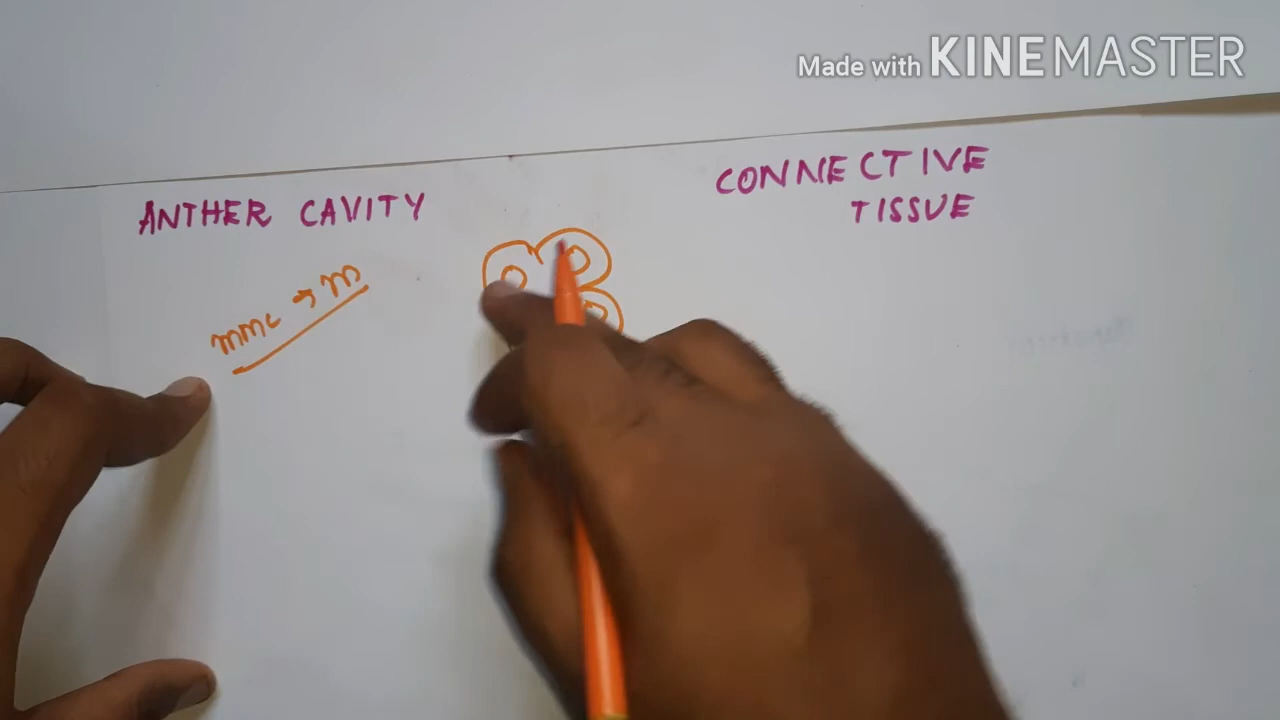 Made with KINEMASTER
CONNECTIVE
TISSUE
ANTHER CAVITY
mmc → m